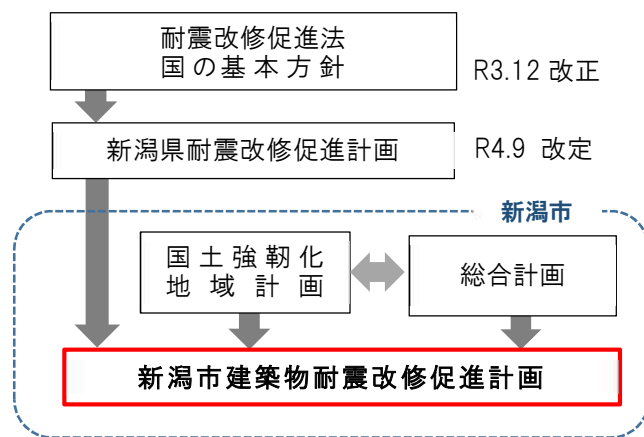 耐震改修促進法
国の基本方針
R3.12 改正
新潟県耐震改修促進計画
R4.9 改定
新潟市
国土強靭化
地域計画
総合計画
新潟市建築物耐震改修促進計画